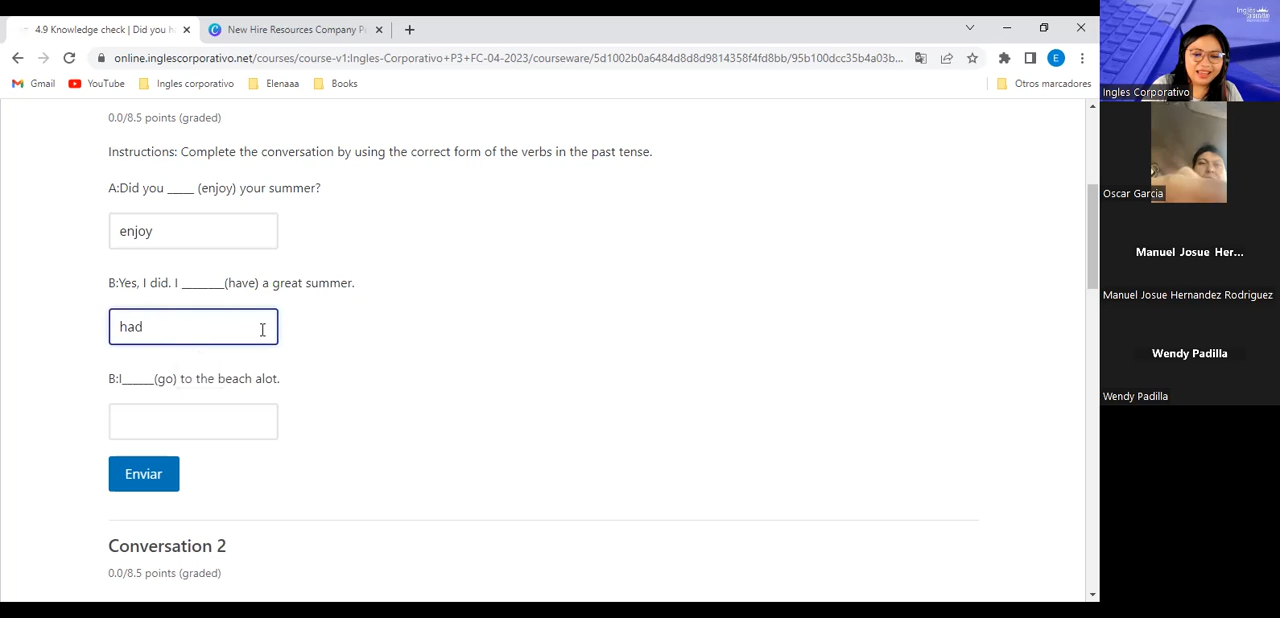 4.9 Knowledge check | Did you h
New Hire Resources Company P
online.inglescorporativo.net/courses/course-v1:Ingles-Corporativo+P3+FC-04-2023/courseware/5d1002b0a6484d8d8d9814358f4fd8bb/95b100dcc35b4a03b...
E
Gmail
YouTube
Ingles corporativo
Elenaaa
Books
Otros marcadores
0.0/8.5 points (graded)
Instructions: Complete the conversation by using the correct form of the verbs in the past tense.
A:Did you _____ (enjoy) your summer?
enjoy
B:Yes, I did. I ________(have) a great summer.
had
B:I______(go) to the beach alot.
Enviar
Conversation 2
0.0/8.5 points (graded)
Ingles Corporativo
Oscar Garcia
Manuel Josue Her...
Manuel Josue Hernandez Rodriguez
Wendy Padilla
Wendy Padilla